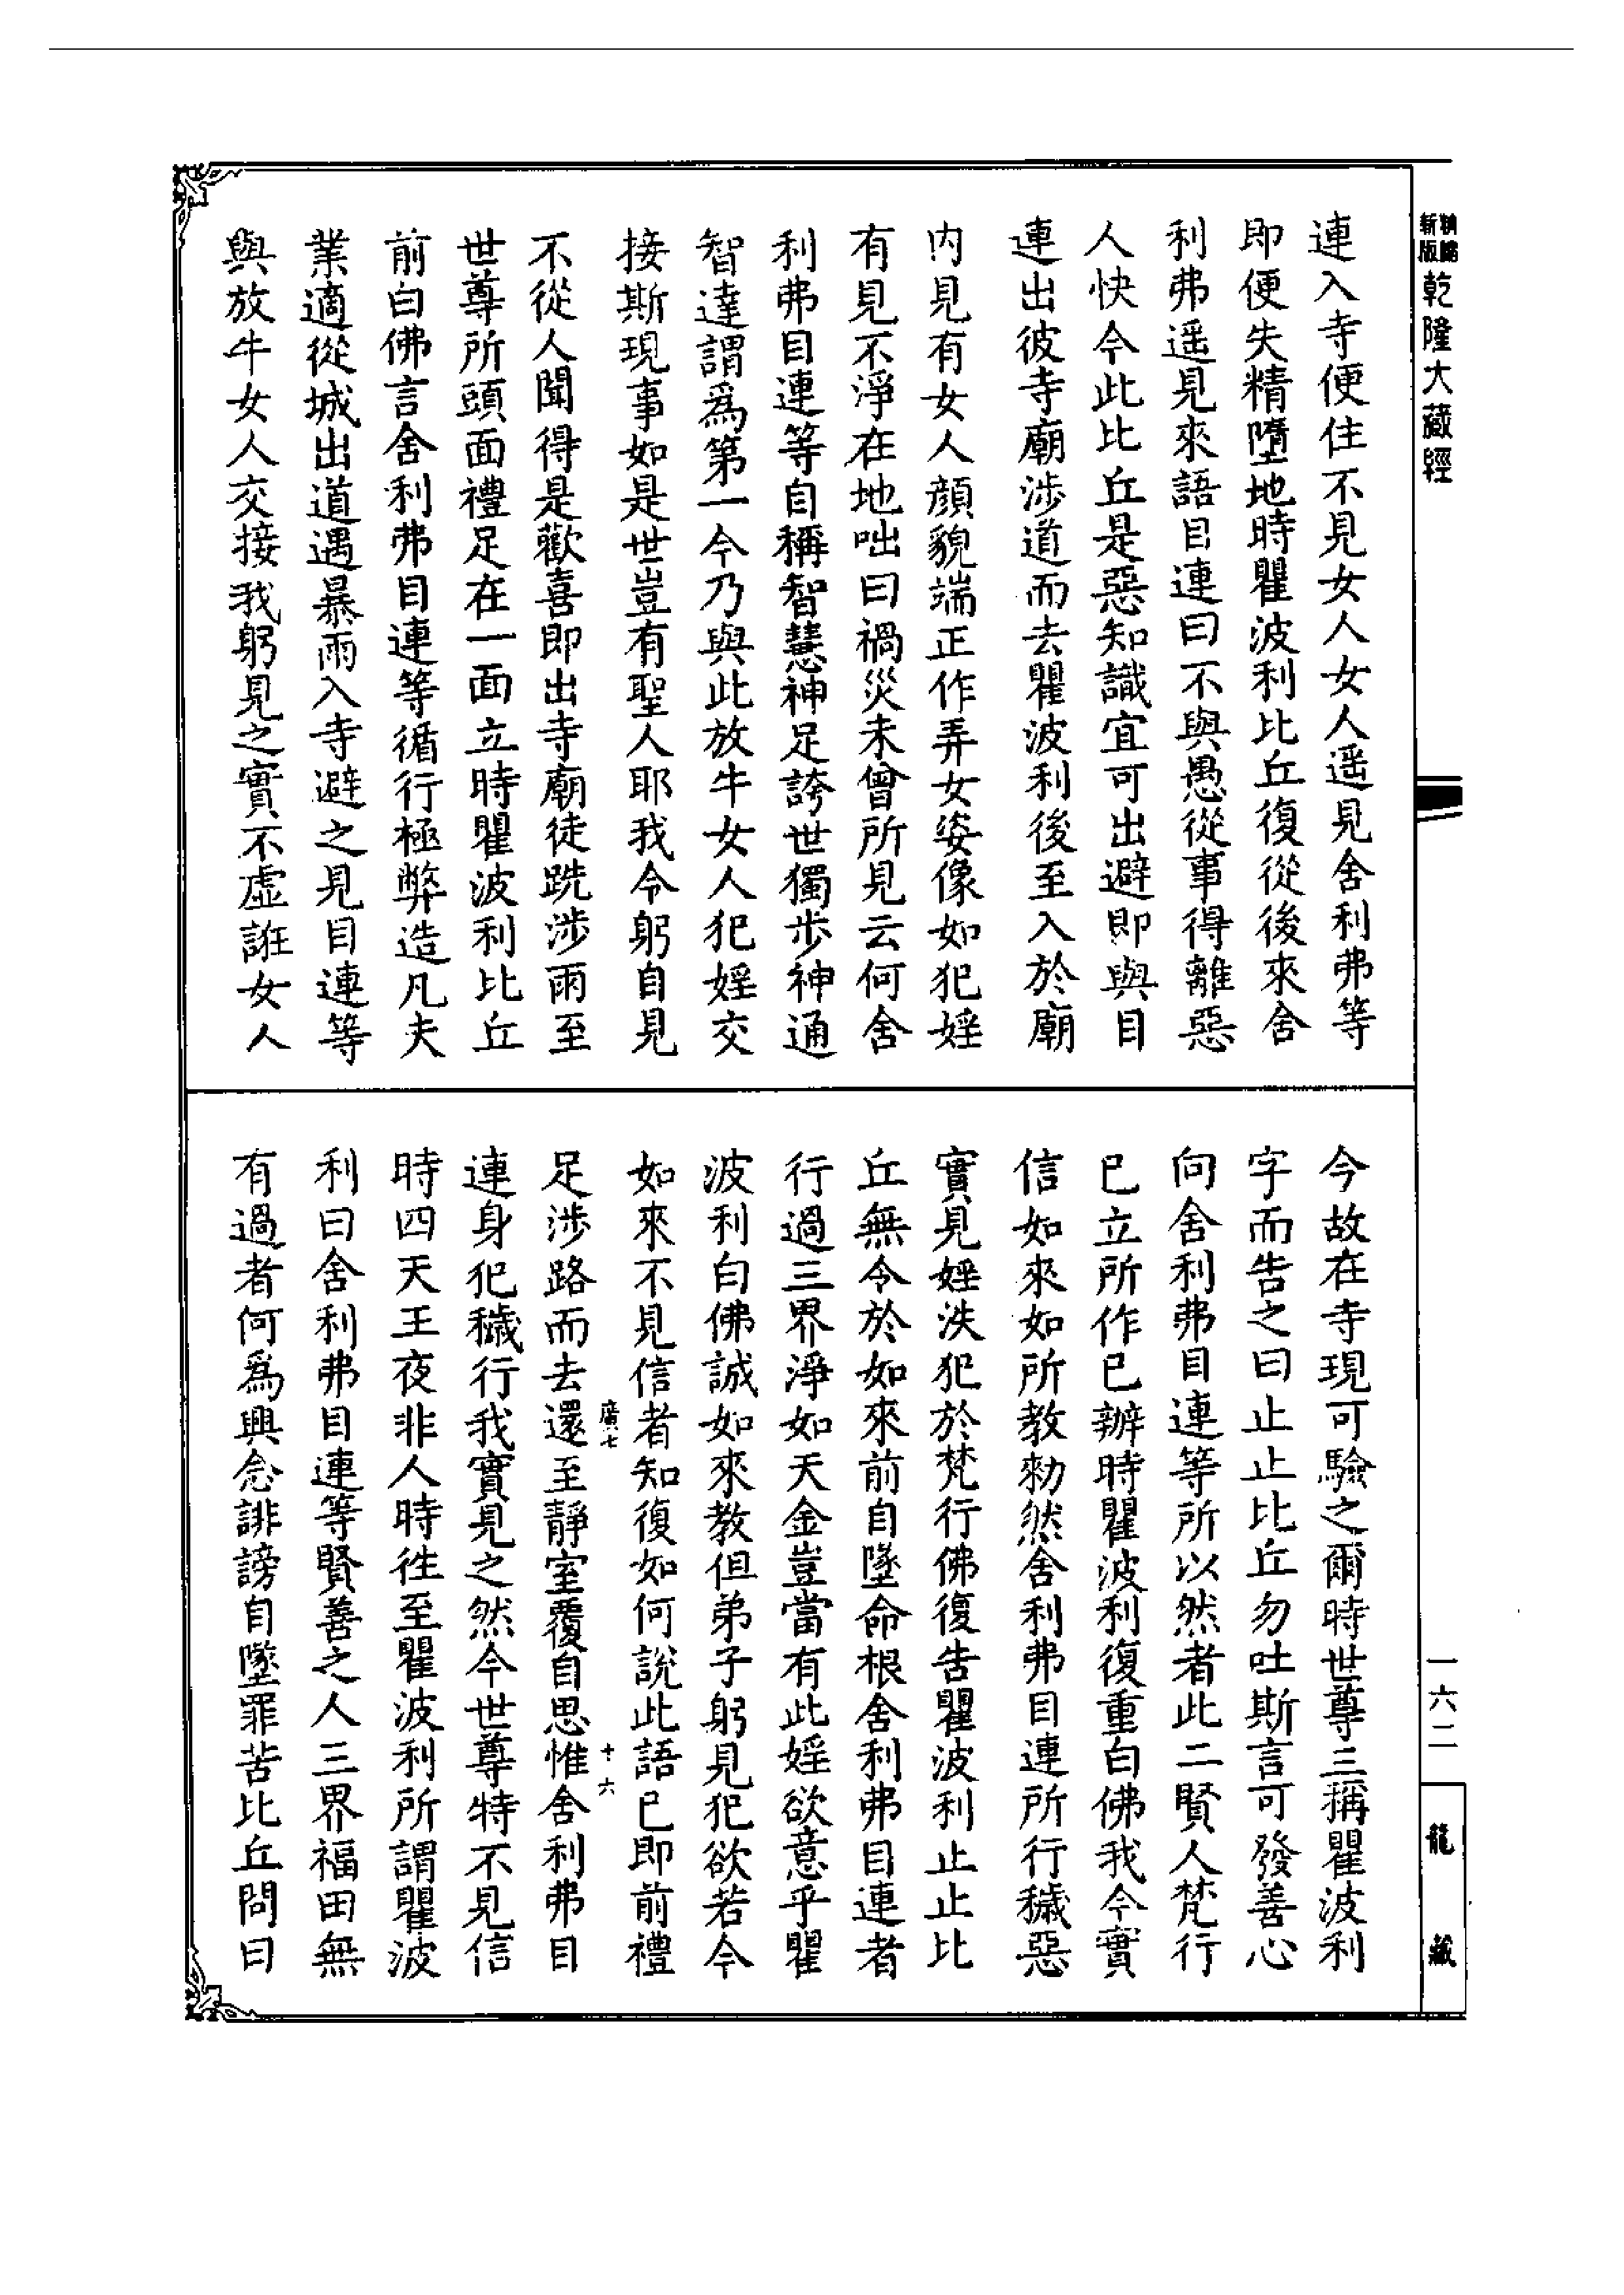 新版精縮乾隆大藏經
連入寺便住不見女人女人遥見舍利弗等
即便失精墮地時瞿波利比丘復從後來舍
利弗遥見來語目連曰不與愚從事得離惡
人快今此比丘是惡知識宜可出避即與目
連出彼寺廟涉道而去瞿波利後至入於廟
内見有女人顔貌端正作弄女姿像如犯婬
有見不淨在地咄曰禍災未曾所見云何舍
利弗目連等自稱智慧神足誇世獨步神通
智達謂爲第一今乃與此放牛女人犯婬交
接斯現事如是世豈有聖人耶我今躬自見
不從人聞得是歡喜即出寺廟徒跣涉雨至
世尊所頭面禮足在一面立時瞿波利比丘
前白佛言舍利弗目連等循行極弊造凡夫
業適從城出道遇暴雨入寺避之見目連等
與放牛女人交接我躬見之實不虛誑女人
今故在寺現可驗之爾時世尊三稱瞿波利
字而告之曰止止比丘勿吐斯言可發善心
向舍利弗目連等所以然者此二賢人梵行
已立所作已辦時瞿波利復重白佛我今實
信如來如所教勑然舍利弗目連所行穢惡
實見婬泆犯於梵行佛復告瞿波利止止比
丘無令於如來前自墜命根舍利弗目連者
行過三界淨如天金豈當有此婬欲意乎瞿
波利白佛誠如來教但弟子躬見犯欲若今
如來不見信者知復如何說此語已即前禮
廣七
十六
足涉路而去還至靜室覆自思惟舍利弗目
連身犯穢行我實見之然今世尊特不見信
時四天王夜非人時徃至瞿波利所謂瞿波
利曰舍利弗目連等賢善之人三界福田無
有過者何爲興念誹謗自墜罪苦比丘問曰
一六二
龍藏